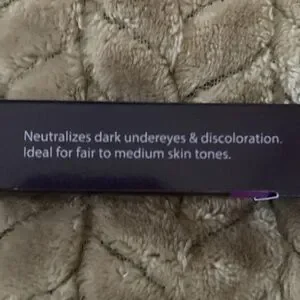 Neutralizes dark undereyes & discoloration.
Ideal for fair to medium skin tones.